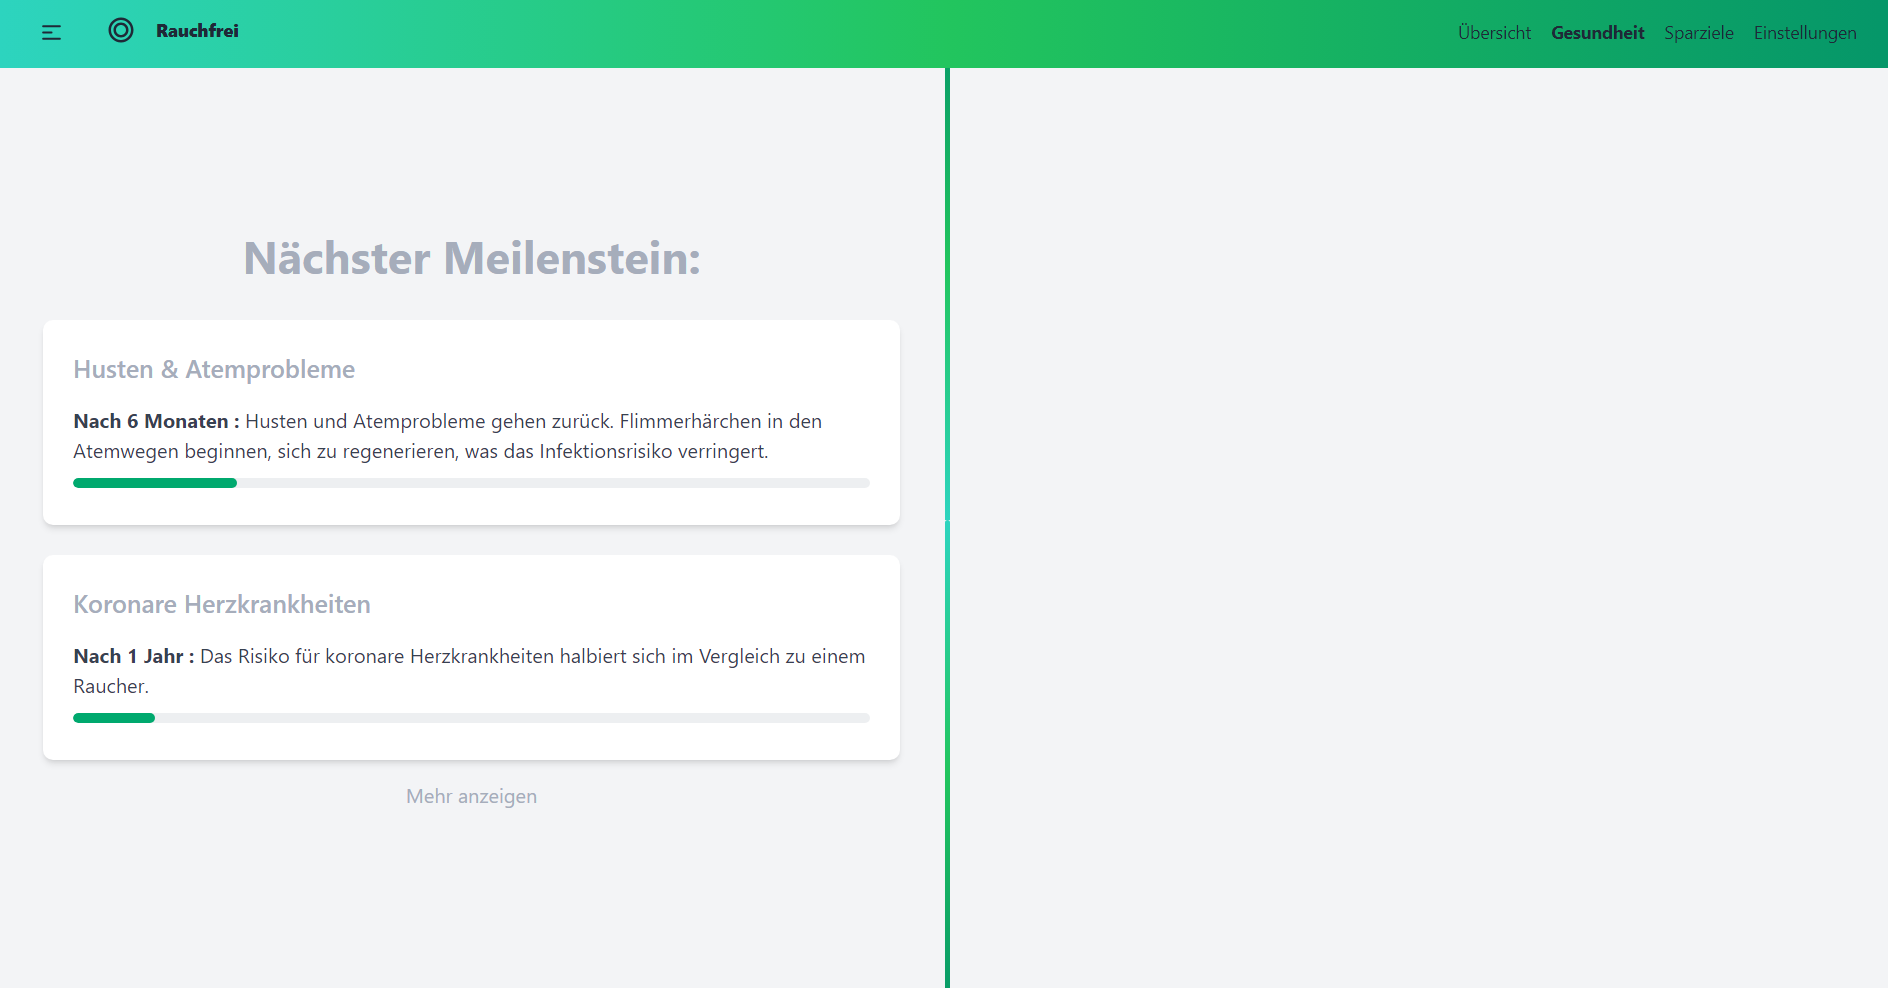 Rauchfrei
Übersicht Gesundheit Sparziele Einstellungen
Nächster Meilenstein:
Husten & Atemprobleme
Nach 6 Monaten : Husten und Atemprobleme gehen zurück. Flimmerhärchen in den
Atemwegen beginnen, sich zu regenerieren, was das Infektionsrisiko verringert.
Koronare Herzkrankheiten
Nach 1 Jahr : Das Risiko für koronare Herzkrankheiten halbiert sich im Vergleich zu einem
Raucher.
Mehr anzeigen